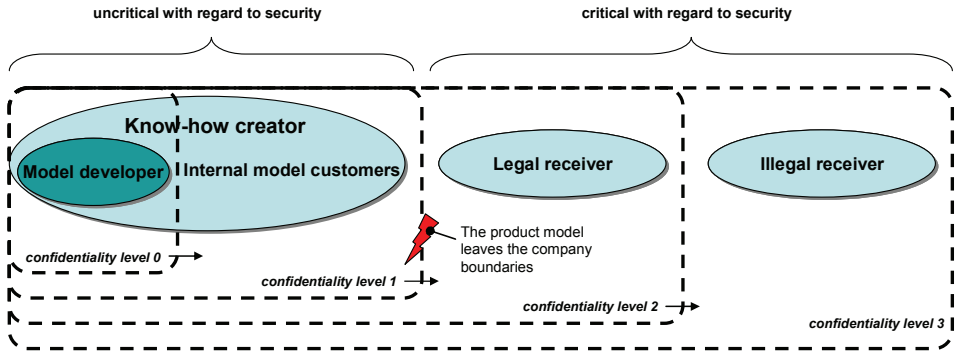 uncritical with regard to security
critical with regard to security
Know-how creator
Model developer
Internal model customers
Legal receiver
Illegal receiver
The product model
leaves the company
boundaries
confidentiality level 0
confidentiality level 1
confidentiality level 2
confidentiality level 3